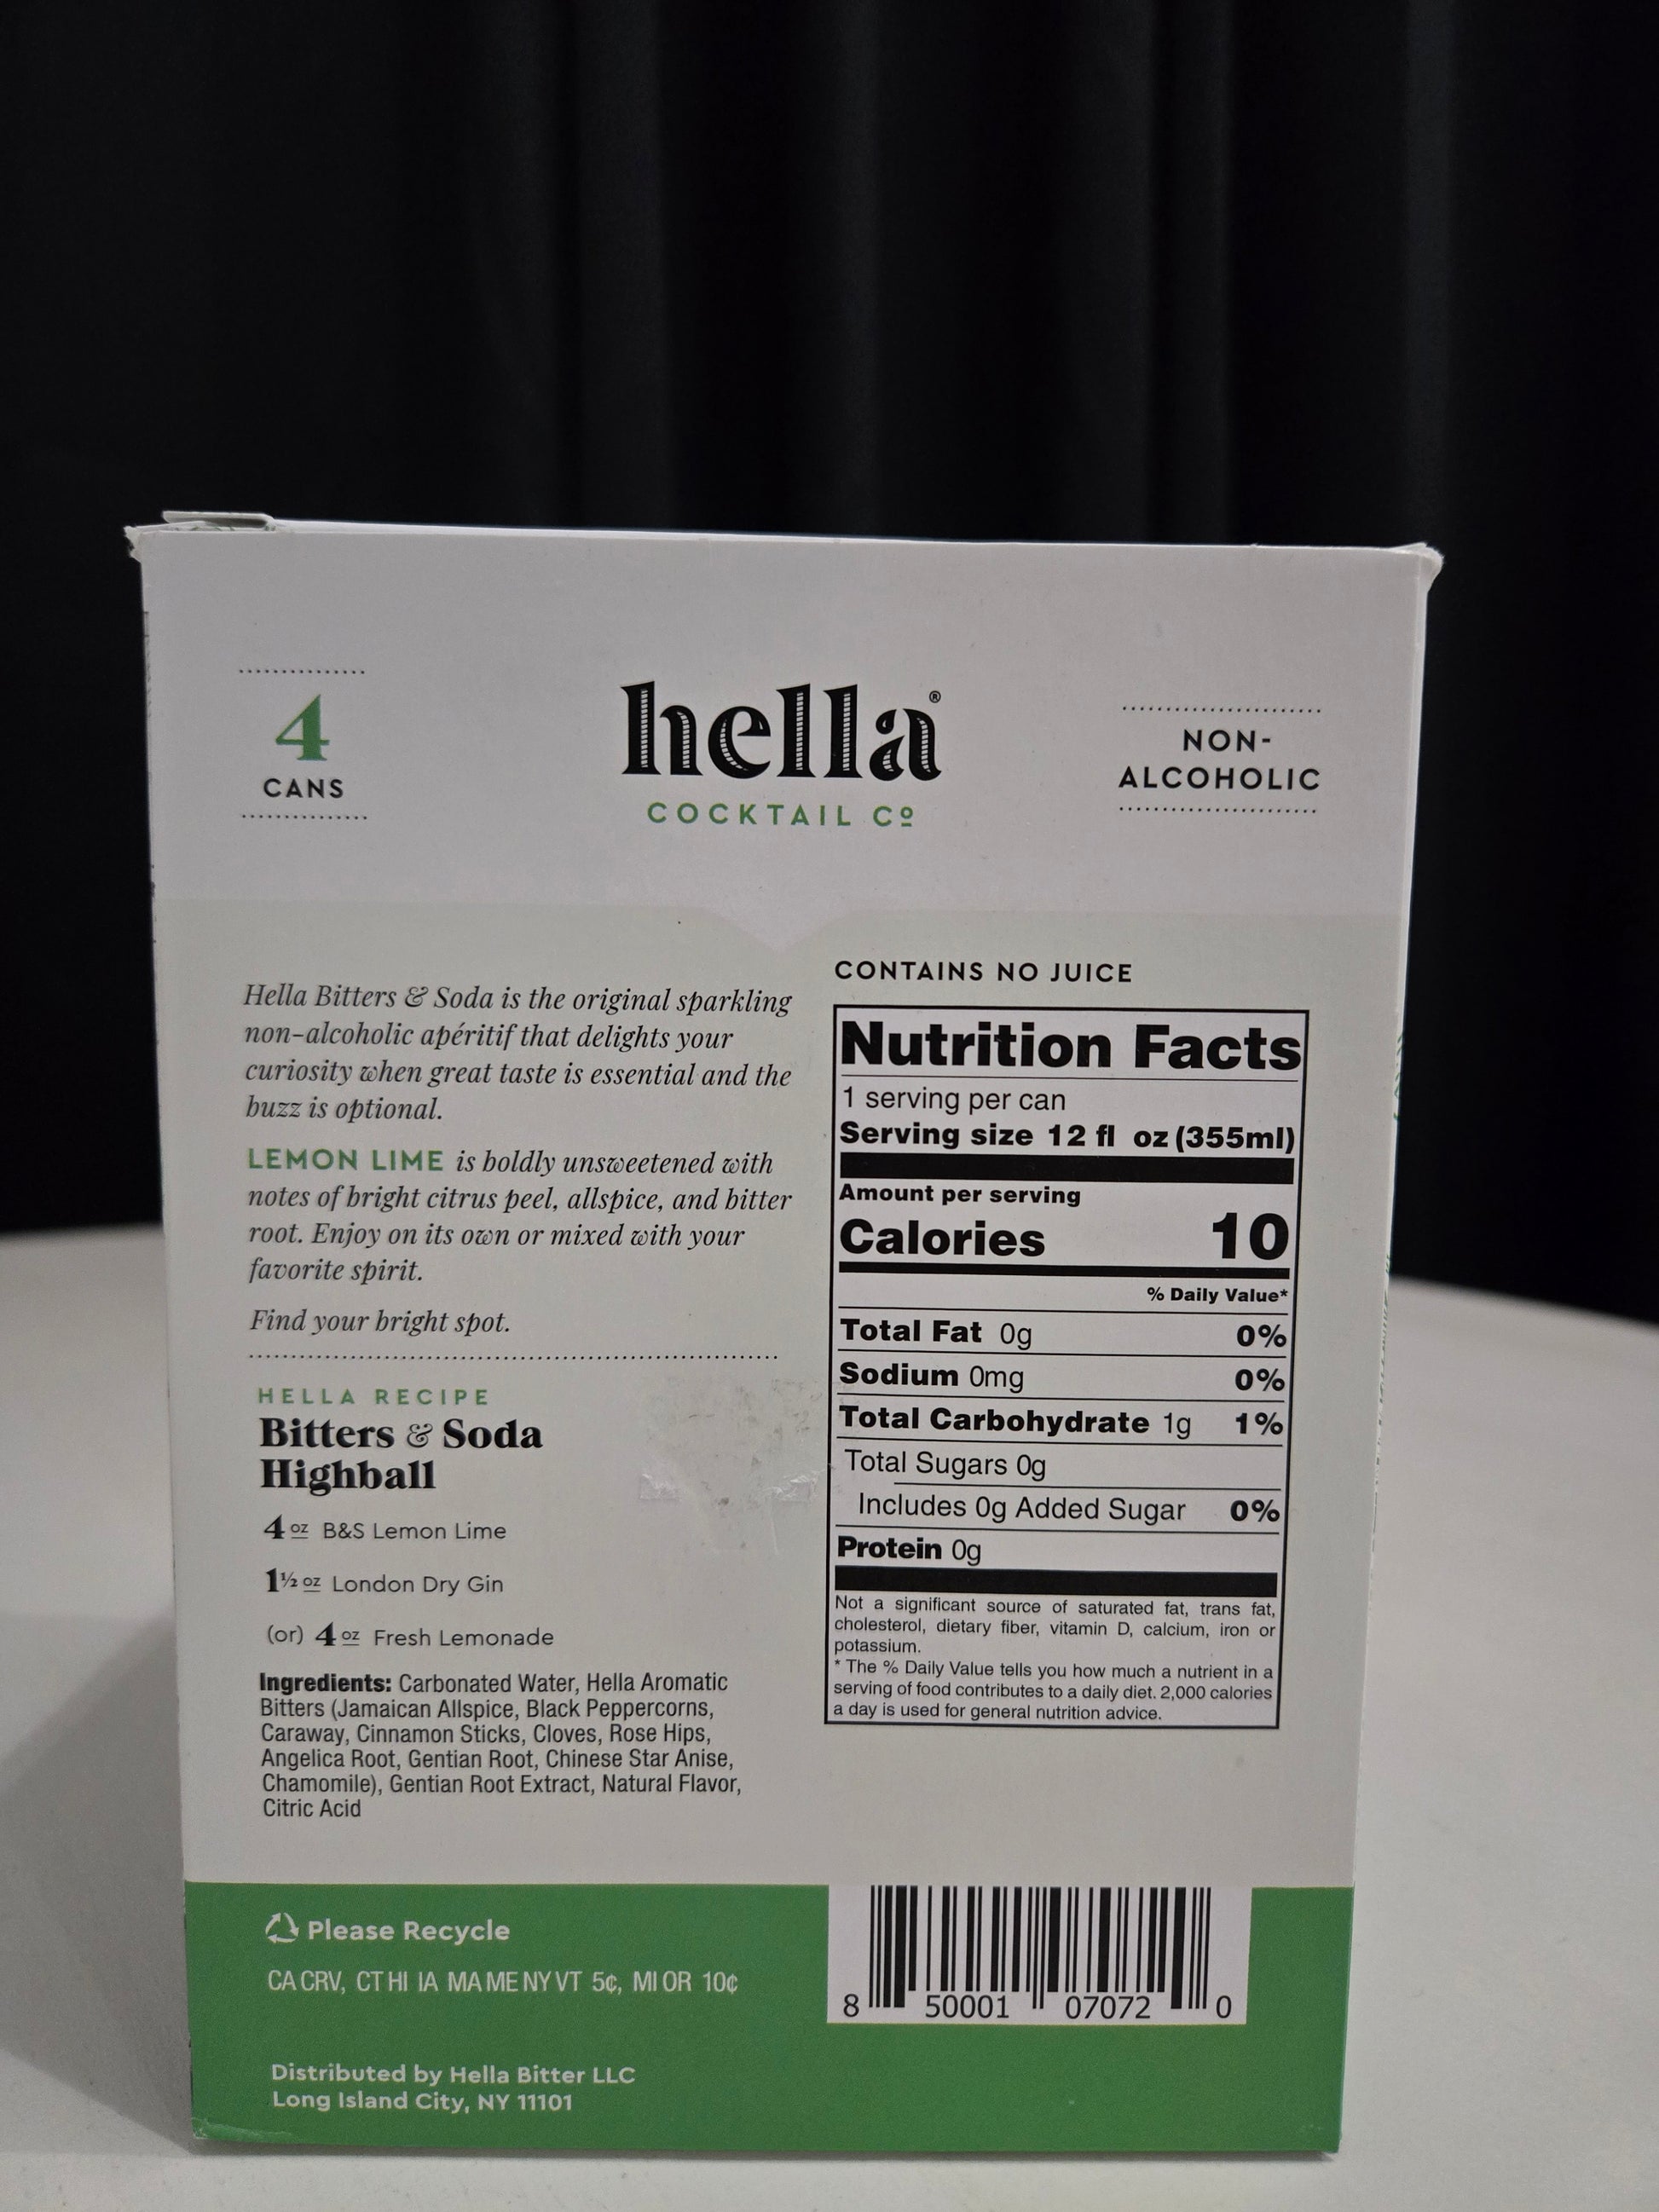 4
CANS
hella®
COCKTAIL Cº
NON-
ALCOHOLIC
Hella Bitters & Soda is the original sparkling
non-alcoholic apéritif that delights your
curiosity when great taste is essential and the
buzz is optional.
LEMON LIME is boldly unsweetened with
notes of bright citrus peel, allspice, and bitter
root. Enjoy on its own or mixed with your
favorite spirit.
Find your bright spot.
HELLA RECIPE
Bitters & Soda
Highball
4 oz B&S Lemon Lime
1½ oz London Dry Gin
(or) 4 oz Fresh Lemonade
Ingredients: Carbonated Water, Hella Aromatic
Bitters (Jamaican Allspice, Black Peppercorns,
Caraway, Cinnamon Sticks, Cloves, Rose Hips,
Angelica Root, Gentian Root, Chinese Star Anise,
Chamomile), Gentian Root Extract, Natural Flavor,
Citric Acid
CONTAINS NO JUICE
Nutrition Facts
1 serving per can
Serving size 12 fl oz (355ml)
Amount per serving
Calories 10
% Daily Value*
Total Fat 0g 0%
Sodium 0mg 0%
Total Carbohydrate 1g 1%
Total Sugars 0g
Includes 0g Added Sugar 0%
Protein 0g
Not a significant source of saturated fat, trans fat,
cholesterol, dietary fiber, vitamin D, calcium, iron or
potassium.
* The % Daily Value tells you how much a nutrient in a
serving of food contributes to a daily diet. 2,000 calories
a day is used for general nutrition advice.
Please Recycle
CA CRV, CT HI IA MA ME NY VT 5¢, MI OR 10¢
Distributed by Hella Bitter LLC
Long Island City, NY 11101
8 50001 07072 0